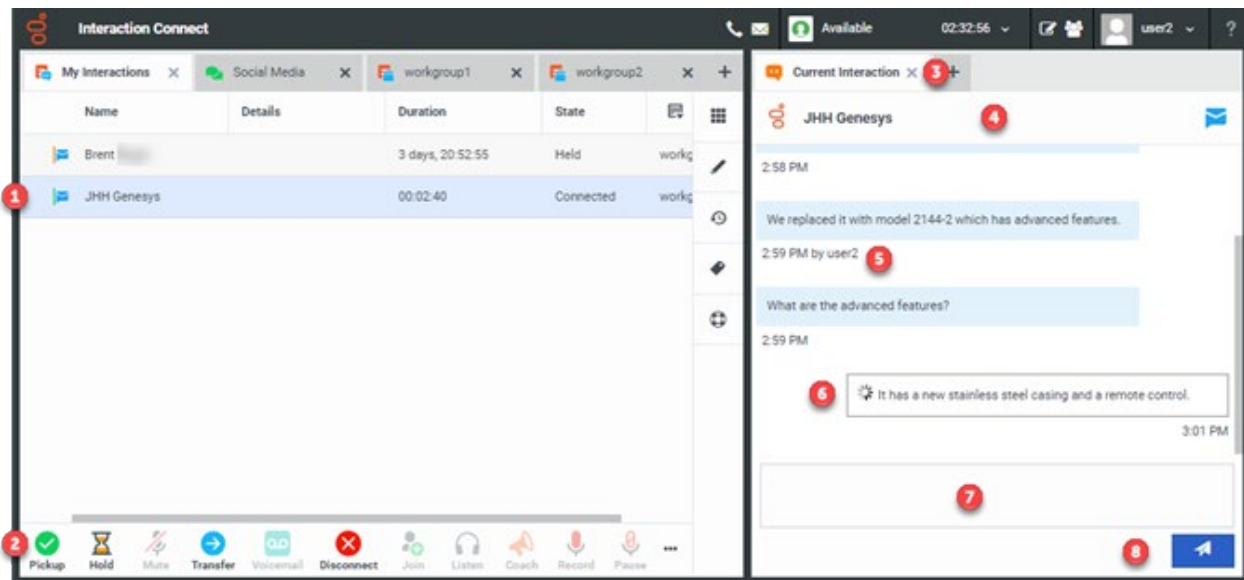 Interaction Connect
Available 02:32:56 user2 ?
My Interactions Social Media workgroup1 workgroup2
Name Details Duration State
Brent 3 days, 20:52:55 Held workg
1 JHH Genesys 00:02:40 Connected workg
2 Pickup Hold Mute Transfer Voicemail Disconnect Join Listen Coach Record Pause
Current Interaction 3
JHH Genesys 4
2:58 PM
We replaced it with model 2144-2 which has advanced features.
2:59 PM by user2 5
What are the advanced features?
2:59 PM
6 It has a new stainless steel casing and a remote control.
3:01 PM
7
8